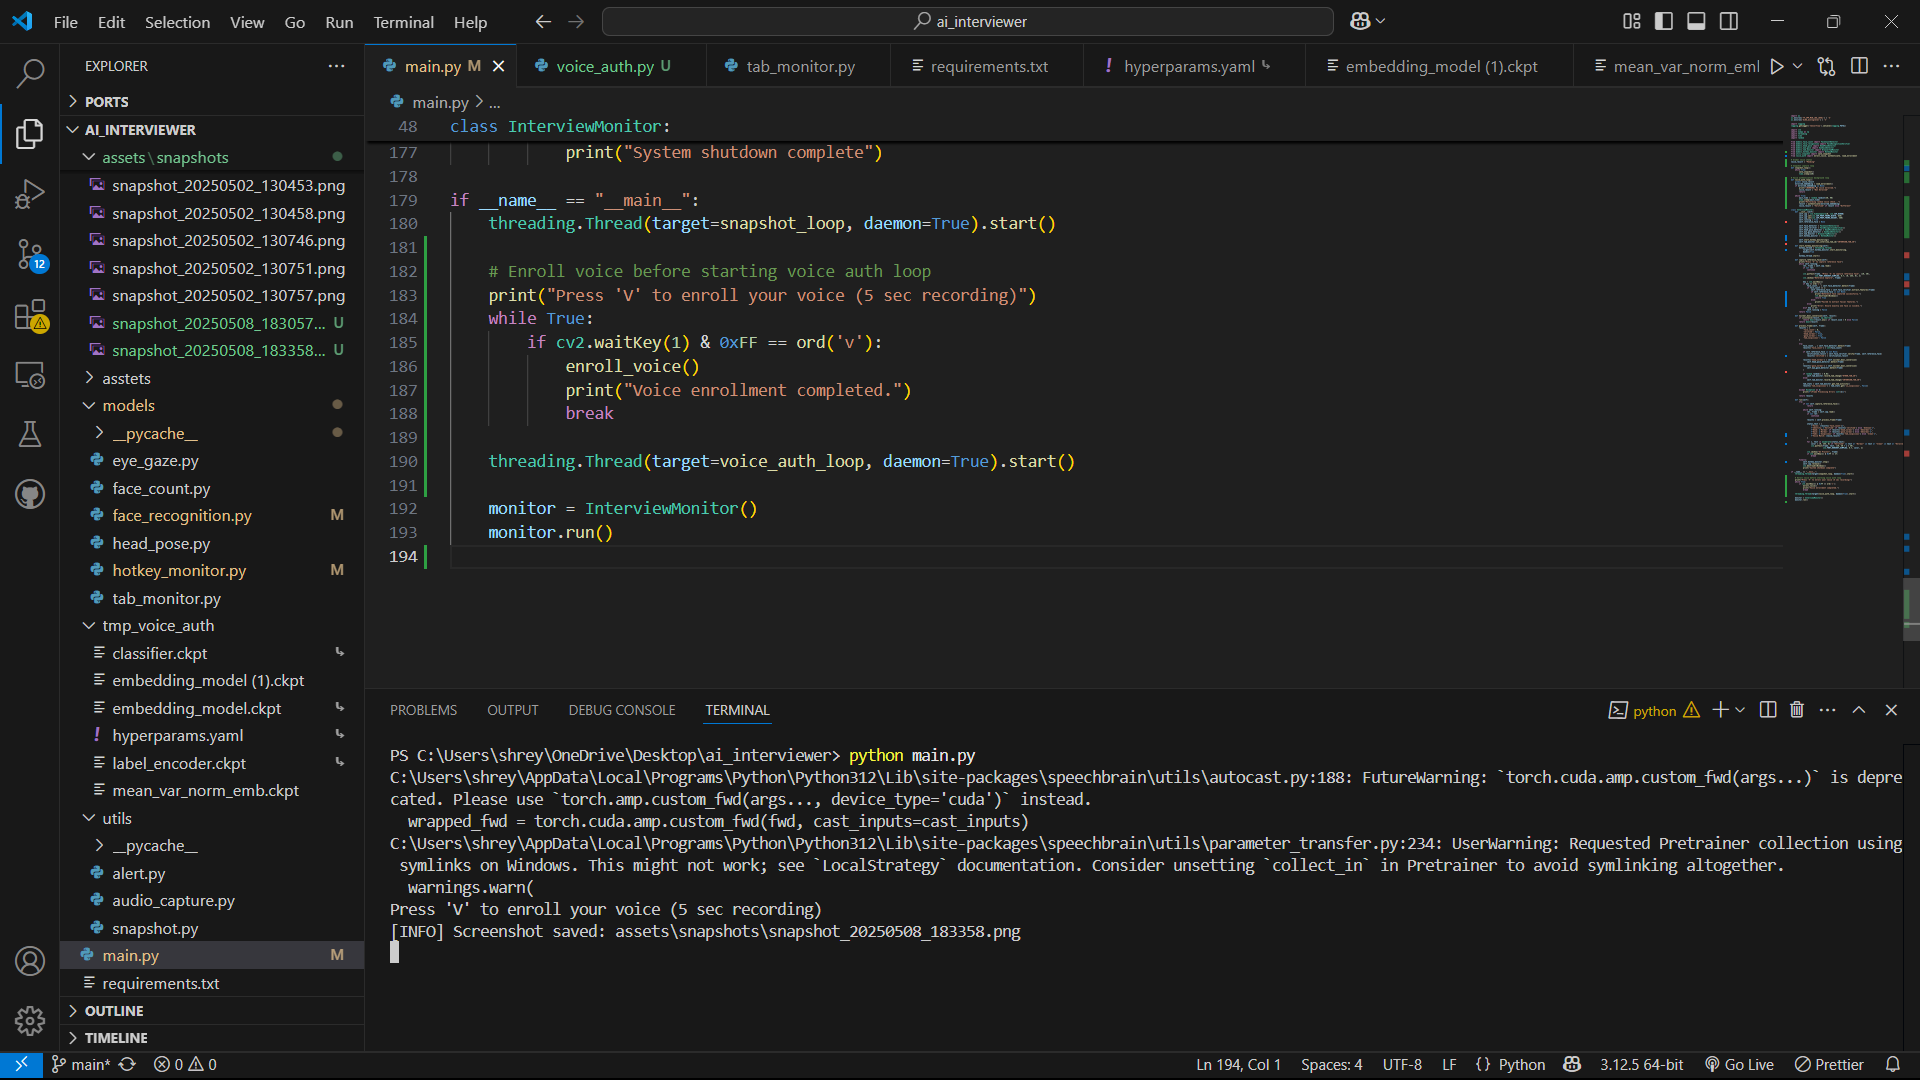 File Edit Selection View Go Run Terminal Help
ai_interviewer
EXPLORER
PORTS
AI_INTERVIEWER
assets\snapshots
snapshot_20250502_130453.png
snapshot_20250502_130458.png
snapshot_20250502_130746.png
snapshot_20250502_130751.png
snapshot_20250502_130757.png
snapshot_20250508_183057... U
snapshot_20250508_183358... U
asstets
models
__pycache__
eye_gaze.py
face_count.py
face_recognition.py M
head_pose.py
hotkey_monitor.py M
tab_monitor.py
tmp_voice_auth
classifier.ckpt
embedding_model (1).ckpt
embedding_model.ckpt
! hyperparams.yaml
label_encoder.ckpt
mean_var_norm_emb.ckpt
utils
__pycache__
alert.py
audio_capture.py
snapshot.py
main.py M
requirements.txt
OUTLINE
TIMELINE
12
main.py M voice_auth.py U tab_monitor.py requirements.txt ! hyperparams.yaml embedding_model (1).ckpt mean_var_norm_eml
main.py > ...
48 class InterviewMonitor:
177 print("System shutdown complete")
178
179 if __name__ == "__main__":
180 threading.Thread(target=snapshot_loop, daemon=True).start()
181
182 # Enroll voice before starting voice auth loop
183 print("Press 'V' to enroll your voice (5 sec recording)")
184 while True:
185 if cv2.waitKey(1) & 0xFF == ord('v'):
186 enroll_voice()
187 print("Voice enrollment completed.")
188 break
189
190 threading.Thread(target=voice_auth_loop, daemon=True).start()
191
192 monitor = InterviewMonitor()
193 monitor.run()
194
PROBLEMS OUTPUT DEBUG CONSOLE TERMINAL
python
PS C:\Users\shrey\OneDrive\Desktop\ai_interviewer> python main.py
C:\Users\shrey\AppData\Local\Programs\Python\Python312\Lib\site-packages\speechbrain\utils\autocast.py:188: FutureWarning: `torch.cuda.amp.custom_fwd(args...)` is depre
cated. Please use `torch.amp.custom_fwd(args..., device_type='cuda')` instead.
wrapped_fwd = torch.cuda.amp.custom_fwd(fwd, cast_inputs=cast_inputs)
C:\Users\shrey\AppData\Local\Programs\Python\Python312\Lib\site-packages\speechbrain\utils\parameter_transfer.py:234: UserWarning: Requested Pretrainer collection using
symlinks on Windows. This might not work; see `LocalStrategy` documentation. Consider unsetting `collect_in` in Pretrainer to avoid symlinking altogether.
warnings.warn(
Press 'V' to enroll your voice (5 sec recording)
[INFO] Screenshot saved: assets\snapshots\snapshot_20250508_183358.png
main* 0 0 Ln 194, Col 1 Spaces: 4 UTF-8 LF {} Python 3.12.5 64-bit Go Live Prettier